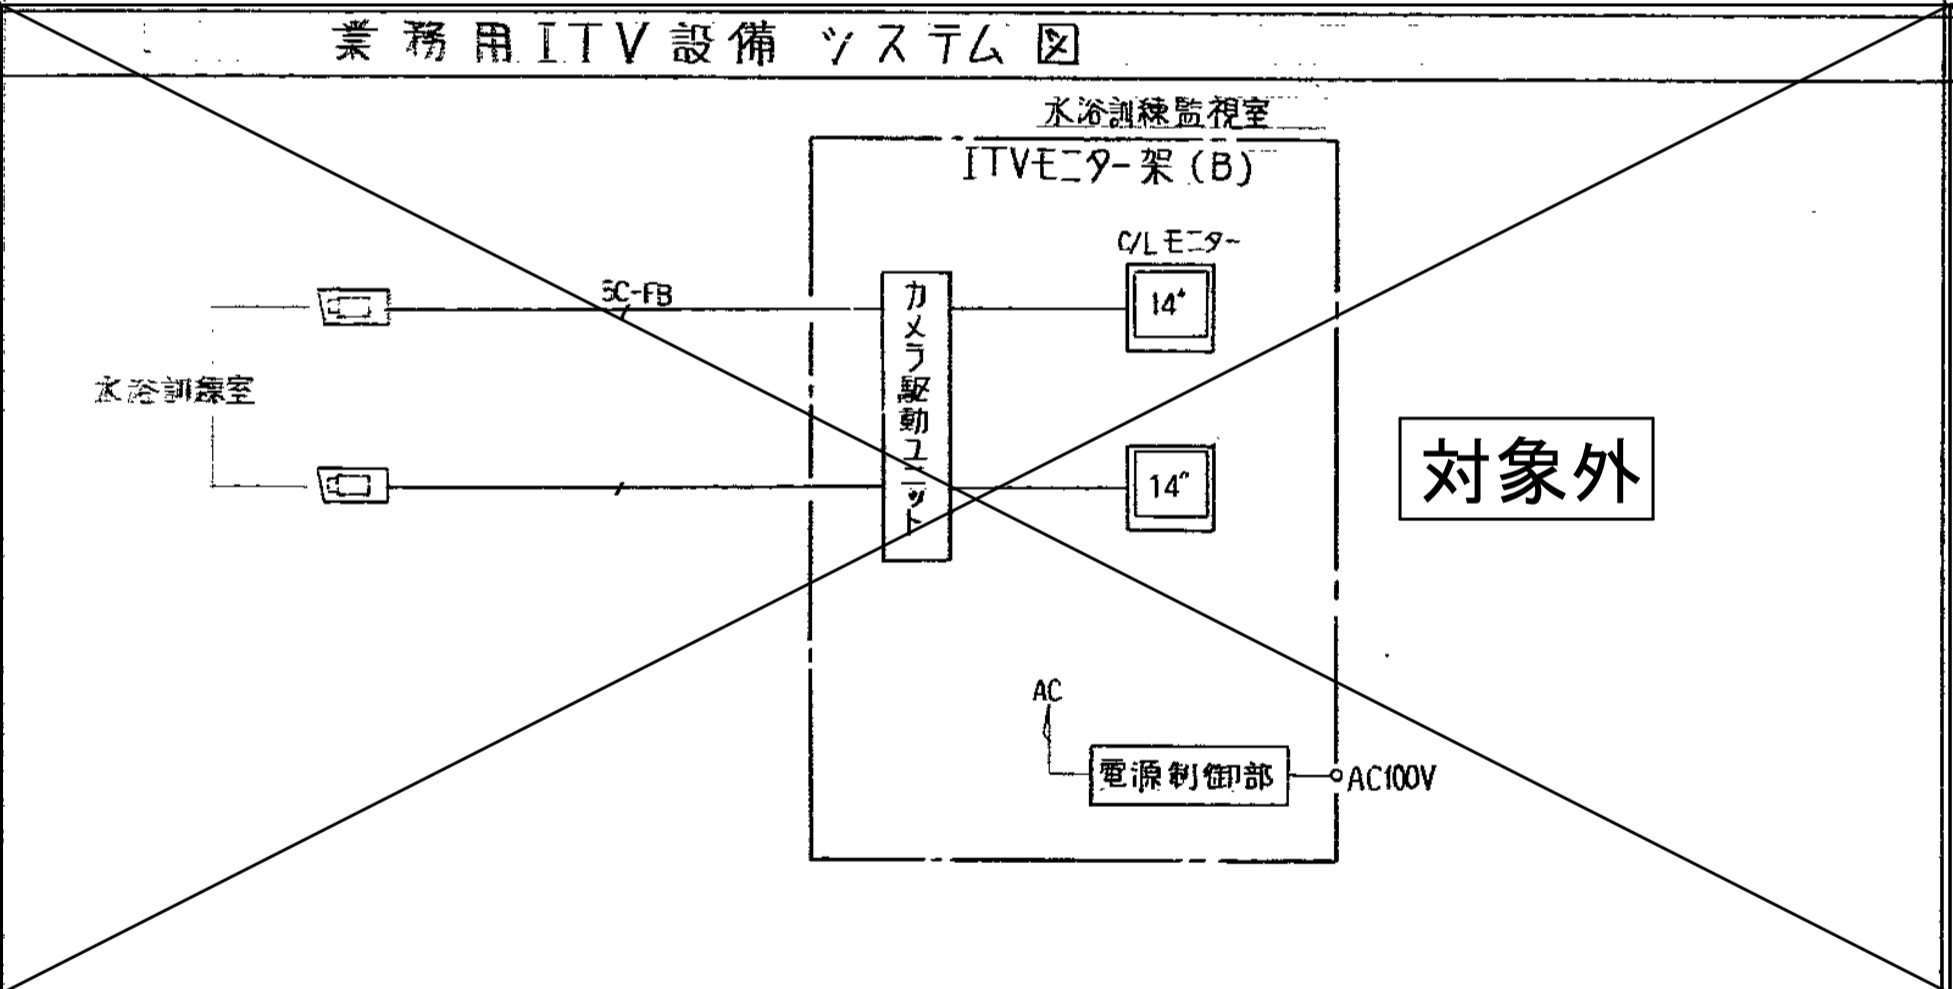 業務用ITV設備 システム図
水浴訓練監視室
ITVモニター架(B)
C/Lモニター
5C-FB
カメラ駆動ユニット
14"
水浴訓練室
14"
対象外
AC
電源制御部
AC100V